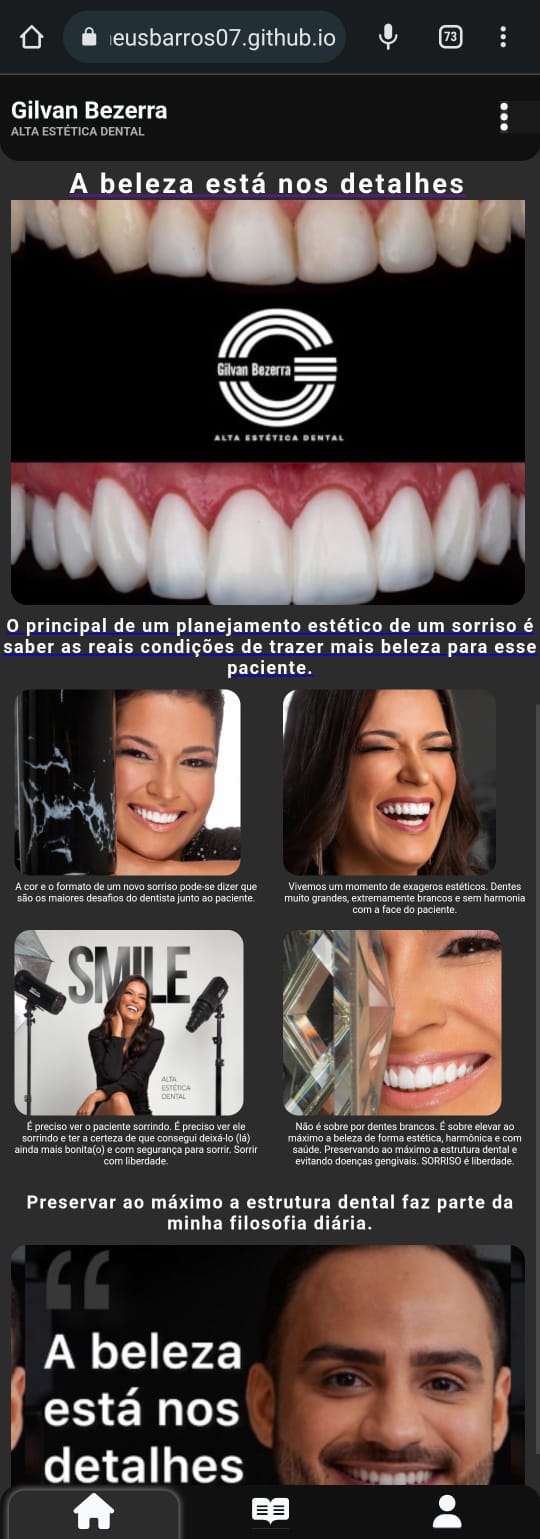 eusbarros07.github.io
73
Gilvan Bezerra
ALTA ESTÉTICA DENTAL
A beleza está nos detalhes
Gilvan Bezerra
ALTA ESTÉTICA DENTAL
O principal de um planejamento estético de um sorriso é
saber as reais condições de trazer mais beleza para esse
paciente.
A cor e o formato de um novo sorriso pode-se dizer que
são os maiores desafios do dentista junto ao paciente.
Vivemos um momento de exageros estéticos. Dentes
muito grandes, extremamente brancos e sem harmonia
com a face do paciente.
SMILE
ALTA
ESTÉTICA
DENTAL
É preciso ver o paciente sorrindo. É preciso ver ele
sorrindo e ter a certeza de que consegui deixá-lo (lá)
ainda mais bonita(o) e com segurança para sorrir. Sorrir
com liberdade.
Não é sobre por dentes brancos. É sobre elevar ao
máximo a beleza de forma estética, harmônica e com
saúde. Preservando ao máximo a estrutura dental e
evitando doenças gengivais. SORRISO é liberdade.
Preservar ao máximo a estrutura dental faz parte da
minha filosofia diária.
“
A beleza
está nos
detalhes